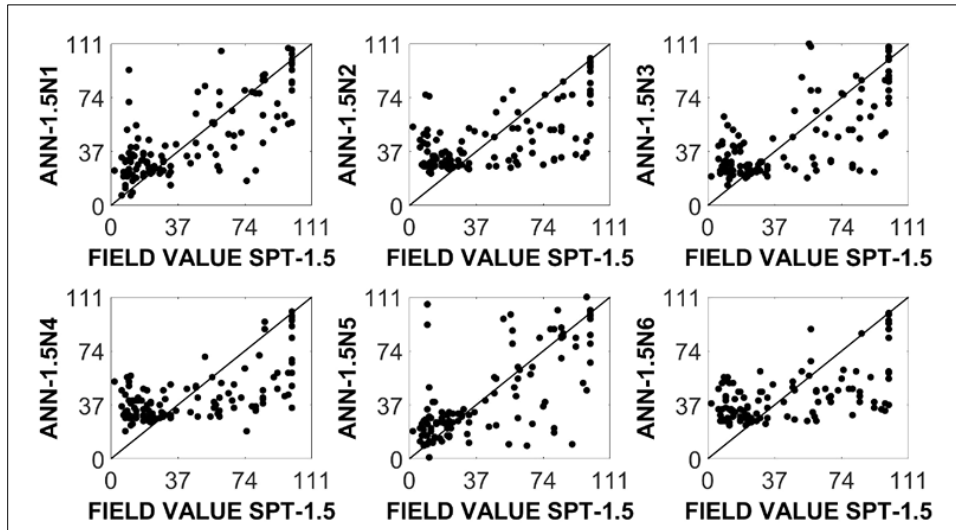 111 111 111
74 74 74
37 37 37
0 0 0
ANN-1.5N1 ANN-1.5N2 ANN-1.5N3
0 37 74 111 0 37 74 111 0 37 74 111
FIELD VALUE SPT-1.5 FIELD VALUE SPT-1.5 FIELD VALUE SPT-1.5
111 111 111
74 74 74
37 37 37
0 0 0
ANN-1.5N4 ANN-1.5N5 ANN-1.5N6
0 37 74 111 0 37 74 111 0 37 74 111
FIELD VALUE SPT-1.5 FIELD VALUE SPT-1.5 FIELD VALUE SPT-1.5